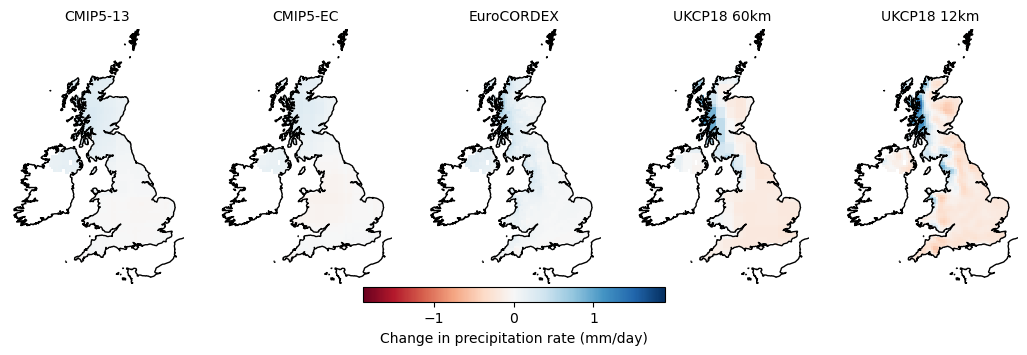 CMIP5-13 CMIP5-EC EuroCORDEX UKCP18 60km UKCP18 12km
−1 0 1
Change in precipitation rate (mm/day)